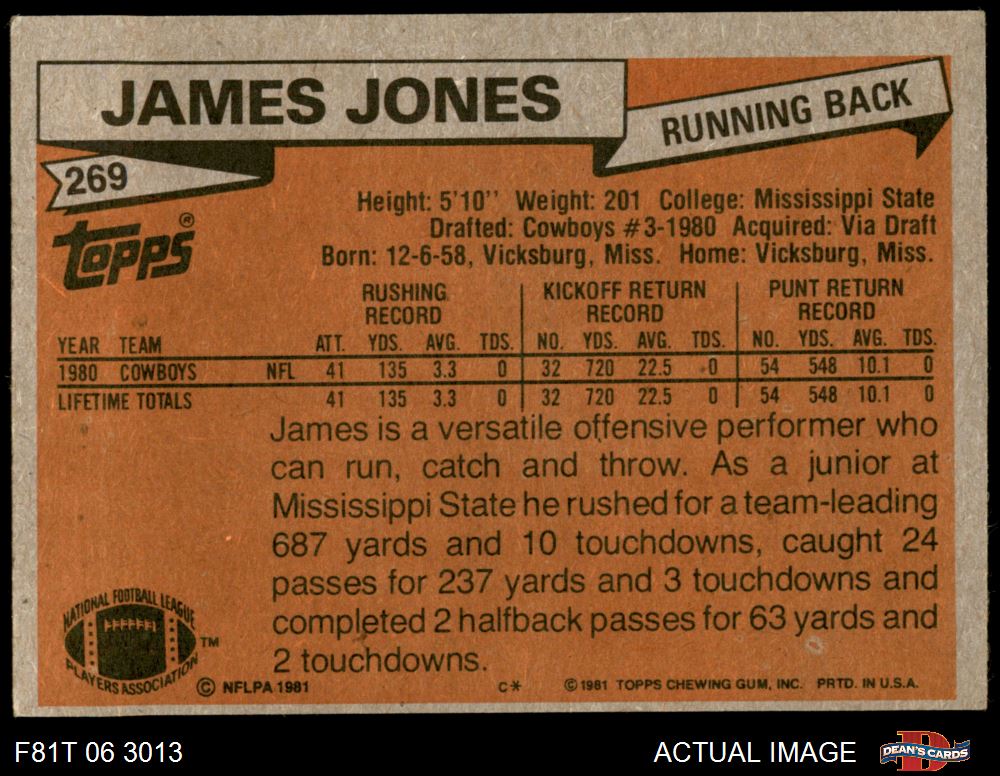 JAMES JONES
RUNNING BACK
269
Topps®
Height: 5'10'' Weight: 201 College: Mississippi State
Drafted: Cowboys #3-1980 Acquired: Via Draft
Born: 12-6-58, Vicksburg, Miss. Home: Vicksburg, Miss.
RUSHING RECORD KICKOFF RETURN RECORD PUNT RETURN RECORD
YEAR TEAM ATT. YDS. AVG. TDS. NO. YDS. AVG. TDS. NO. YDS. AVG. TDS.
1980 COWBOYS NFL 41 135 3.3 0 32 720 22.5 0 54 548 10.1 0
LIFETIME TOTALS 41 135 3.3 0 32 720 22.5 0 54 548 10.1 0
James is a versatile offensive performer who
can run, catch and throw. As a junior at
Mississippi State he rushed for a team-leading
687 yards and 10 touchdowns, caught 24
passes for 237 yards and 3 touchdowns and
completed 2 halfback passes for 63 yards and
2 touchdowns.
NATIONAL FOOTBALL LEAGUE
PLAYERS ASSOCIATION
TM
© NFLPA 1981 C* © 1981 TOPPS CHEWING GUM, INC. PRTD. IN U.S.A.
F81T 06 3013 ACTUAL IMAGE D DEAN'S CARDS